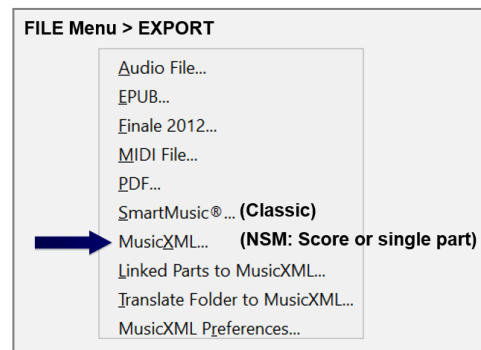 FILE Menu > EXPORT
Audio File...
EPUB...
Finale 2012...
MIDI File...
PDF...
SmartMusic®... (Classic)
MusicXML... (NSM: Score or single part)
Linked Parts to MusicXML...
Translate Folder to MusicXML...
MusicXML Preferences...